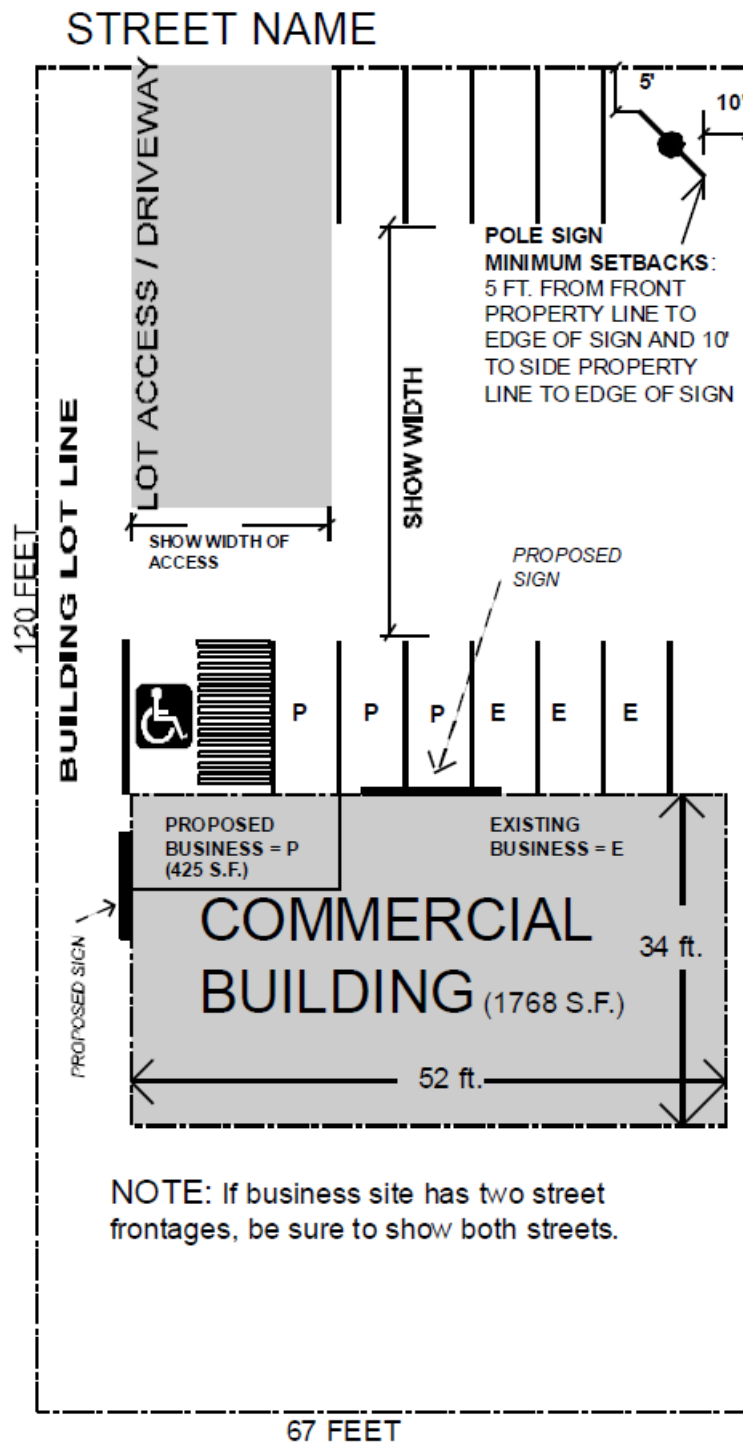 STREET NAME
LOT ACCESS / DRIVEWAY
5'
10'
POLE SIGN
MINIMUM SETBACKS:
5 FT. FROM FRONT
PROPERTY LINE TO
EDGE OF SIGN AND 10'
TO SIDE PROPERTY
LINE TO EDGE OF SIGN
SHOW WIDTH
BUILDING LOT LINE
120 FEET
SHOW WIDTH OF
ACCESS
PROPOSED
SIGN
P
P
P
E
E
E
PROPOSED
BUSINESS = P
(425 S.F.)
EXISTING
BUSINESS = E
PROPOSED SIGN
COMMERCIAL
BUILDING (1768 S.F.)
34 ft.
52 ft.
NOTE: If business site has two street
frontages, be sure to show both streets.
67 FEET